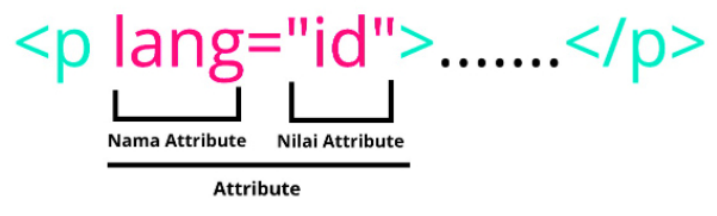 <p lang="id">.......</p>
Nama Attribute Nilai Attribute
Attribute